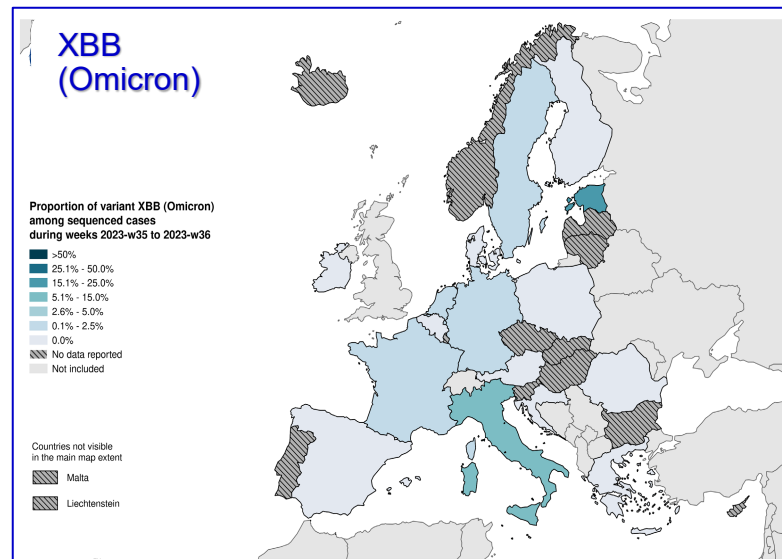 XBB
(Omicron)
Proportion of variant XBB (Omicron)
among sequenced cases
during weeks 2023-w35 to 2023-w36
>50%
25.1% - 50.0%
15.1% - 25.0%
5.1% - 15.0%
2.6% - 5.0%
0.1% - 2.5%
0.0%
No data reported
Not included
Countries not visible
in the main map extent
Malta
Liechtenstein